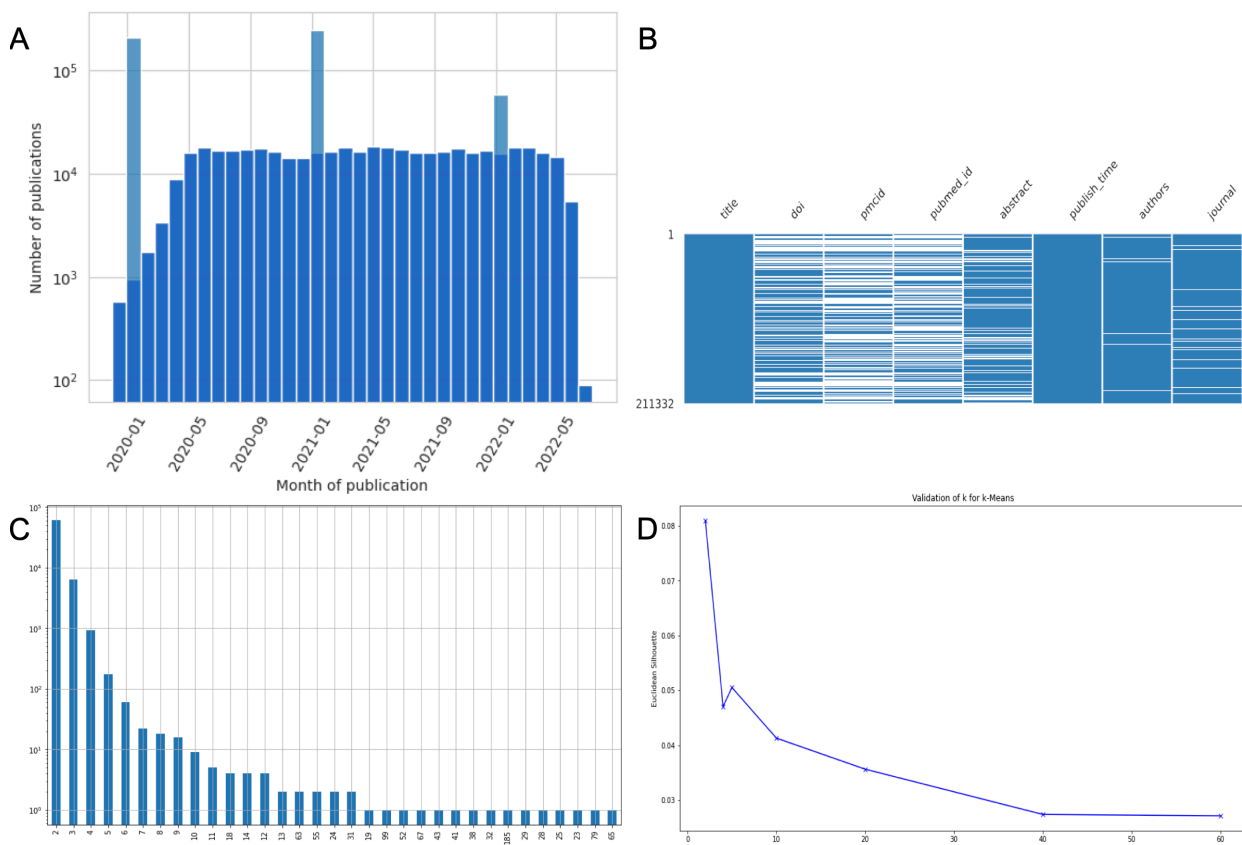 A
Number of publications
10^5
10^4
10^3
10^2
2020-01
2020-05
2020-09
2021-01
2021-05
2021-09
2022-01
2022-05
Month of publication
B
title
doi
pmcid
pubmed_id
abstract
publish_time
authors
journal
1
211332
C
10^5
10^4
10^3
10^2
10^1
10^0
2 3 4 5 6 7 8 9 10 11 18 14 12 13 63 55 24 31 19 99 52 67 43 41 38 32 185 29 28 25 23 79 65
D
Validation of k for k-Means
Euclidean Silhouette
0.08
0.07
0.06
0.05
0.04
0.03
0 10 20 30 40 50 60